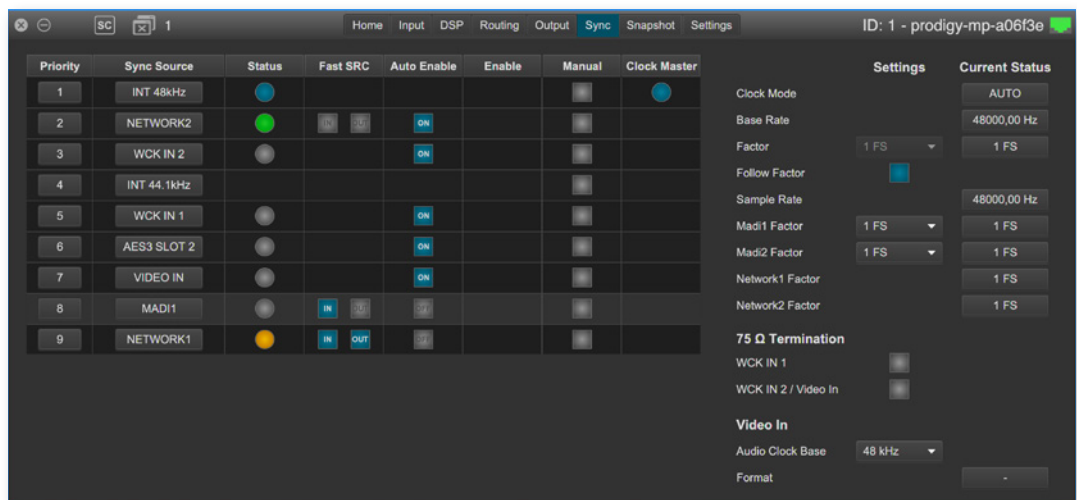 SC 1 Home Input DSP Routing Output Sync Snapshot Settings ID: 1 - prodigy-mp-a06f3e
Priority Sync Source Status Fast SRC Auto Enable Enable Manual Clock Master
1 INT 48kHz
2 NETWORK2 IN OUT ON
3 WCK IN 2 ON
4 INT 44.1kHz
5 WCK IN 1 ON
6 AES3 SLOT 2 ON
7 VIDEO IN ON
8 MADI1 IN OUT OFF
9 NETWORK1 IN OUT OFF
Settings Current Status
Clock Mode AUTO
Base Rate 48000,00 Hz
Factor 1 FS 1 FS
Follow Factor
Sample Rate 48000,00 Hz
Madi1 Factor 1 FS 1 FS
Madi2 Factor 1 FS 1 FS
Network1 Factor 1 FS
Network2 Factor 1 FS
75 Ω Termination
WCK IN 1
WCK IN 2 / Video In
Video In
Audio Clock Base 48 kHz
Format -